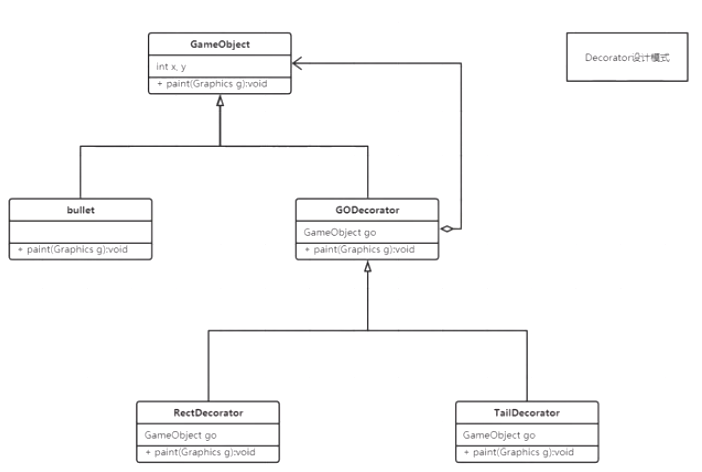 GameObject
int x, y
+ paint(Graphics g):void
Decorator设计模式
bullet
+ paint(Graphics g):void
GODecorator
GameObject go
+ paint(Graphics g):void
RectDecorator
GameObject go
+ paint(Graphics g):void
TailDecorator
GameObject go
+ paint(Graphics g):void